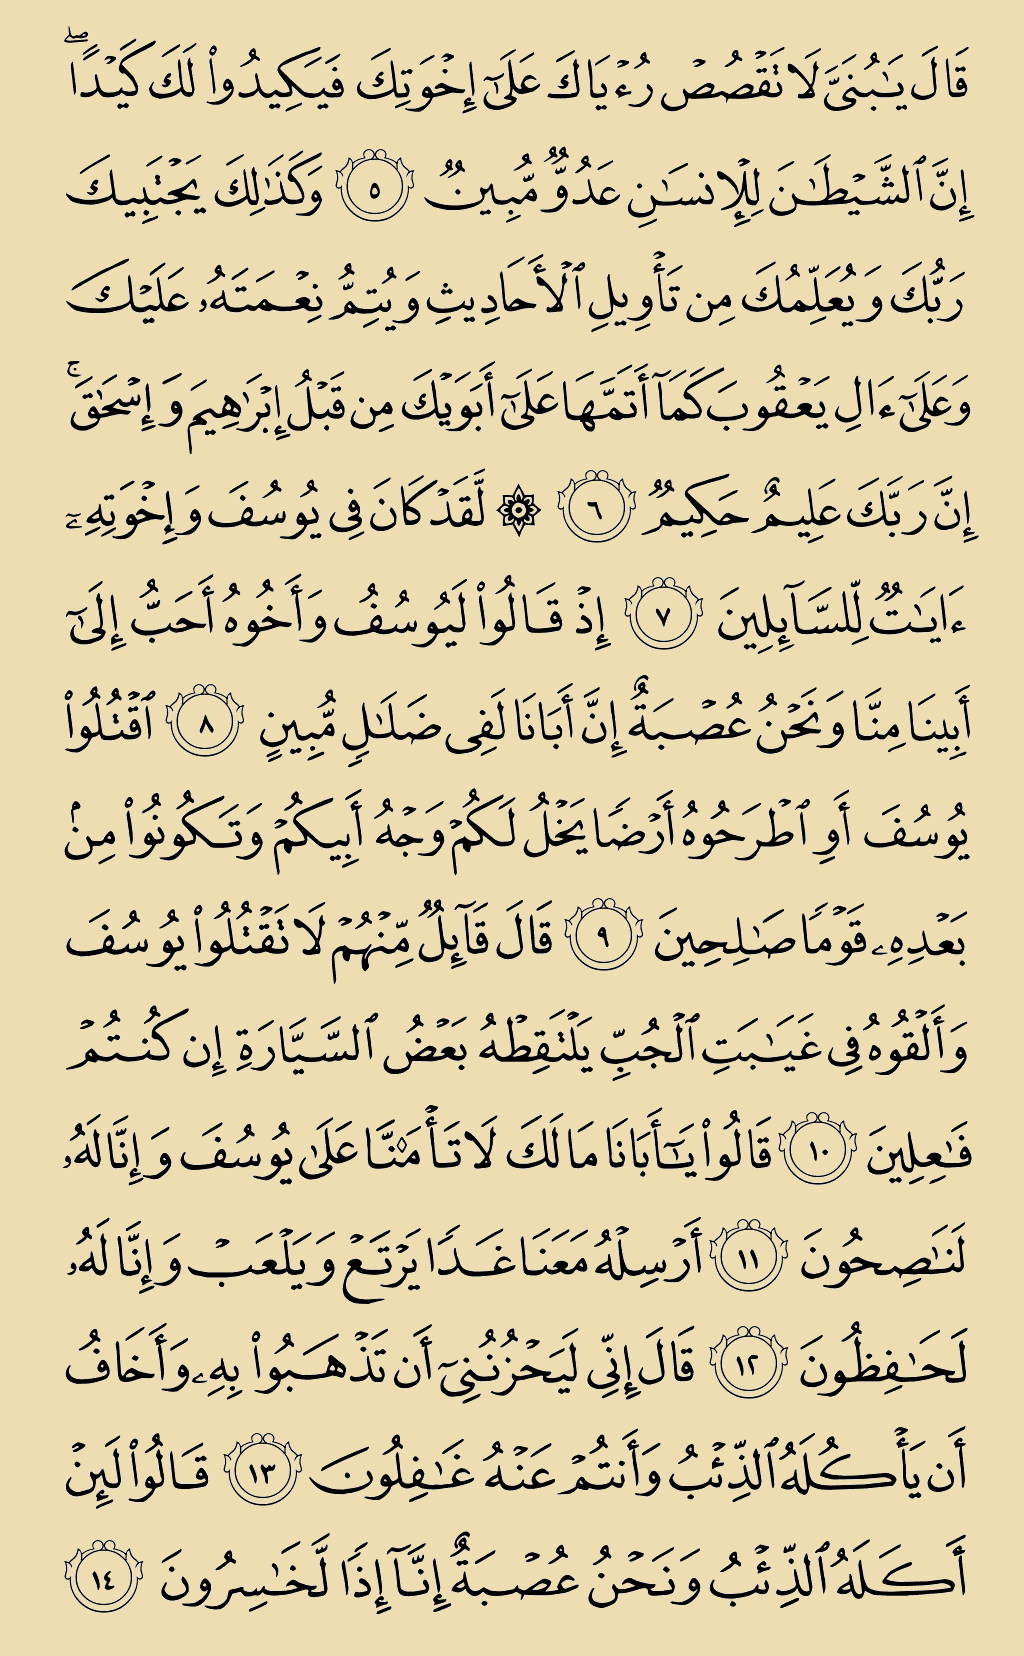 قَالَ يَٰبُنَىَّ لَا تَقْصُصْ رُءْيَاكَ عَلَىٰٓ إِخْوَتِكَ فَيَكِيدُوا۟ لَكَ كَيْدًا ۖ
إِنَّ ٱلشَّيْطَٰنَ لِلْإِنسَٰنِ عَدُوٌّ مُّبِينٌ ٥ وَكَذَٰلِكَ يَجْتَبِيكَ
رَبُّكَ وَيُعَلِّمُكَ مِن تَأْوِيلِ ٱلْأَحَادِيثِ وَيُتِمُّ نِعْمَتَهُۥ عَلَيْكَ
وَعَلَىٰٓ ءَالِ يَعْقُوبَ كَمَآ أَتَمَّهَا عَلَىٰٓ أَبَوَيْكَ مِن قَبْلُ إِبْرَٰهِيمَ وَإِسْحَٰقَ ۚ
إِنَّ رَبَّكَ عَلِيمٌ حَكِيمٌ ٦ ۞ لَّقَدْ كَانَ فِى يُوسُفَ وَإِخْوَتِهِۦٓ
ءَايَٰتٌ لِّلسَّآئِلِينَ ٧ إِذْ قَالُوا۟ لَيُوسُفُ وَأَخُوهُ أَحَبُّ إِلَىٰٓ
أَبِينَا مِنَّا وَنَحْنُ عُصْبَةٌ إِنَّ أَبَانَا لَفِى ضَلَٰلٍ مُّبِينٍ ٨ ٱقْتُلُوا۟
يُوسُفَ أَوِ ٱطْرَحُوهُ أَرْضًا يَخْلُ لَكُمْ وَجْهُ أَبِيكُمْ وَتَكُونُوا۟ مِنۢ
بَعْدِهِۦ قَوْمًا صَٰلِحِينَ ٩ قَالَ قَآئِلٌ مِّنْهُمْ لَا تَقْتُلُوا۟ يُوسُفَ
وَأَلْقُوهُ فِى غَيَٰبَتِ ٱلْجُبِّ يَلْتَقِطْهُ بَعْضُ ٱلسَّيَّارَةِ إِن كُنتُمْ
فَٰعِلِينَ ١٠ قَالُوا۟ يَٰٓأَبَانَا مَا لَكَ لَا تَأْمَ۫نَّا عَلَىٰ يُوسُفَ وَإِنَّا لَهُۥ
لَنَٰصِحُونَ ١١ أَرْسِلْهُ مَعَنَا غَدًا يَرْتَعْ وَيَلْعَبْ وَإِنَّا لَهُۥ
لَحَٰفِظُونَ ١٢ قَالَ إِنِّى لَيَحْزُنُنِىٓ أَن تَذْهَبُوا۟ بِهِۦ وَأَخَافُ
أَن يَأْكُلَهُ ٱلذِّئْبُ وَأَنتُمْ عَنْهُ غَٰفِلُونَ ١٣ قَالُوا۟ لَئِنْ
أَكَلَهُ ٱلذِّئْبُ وَنَحْنُ عُصْبَةٌ إِنَّآ إِذًا لَّخَٰسِرُونَ ١٤